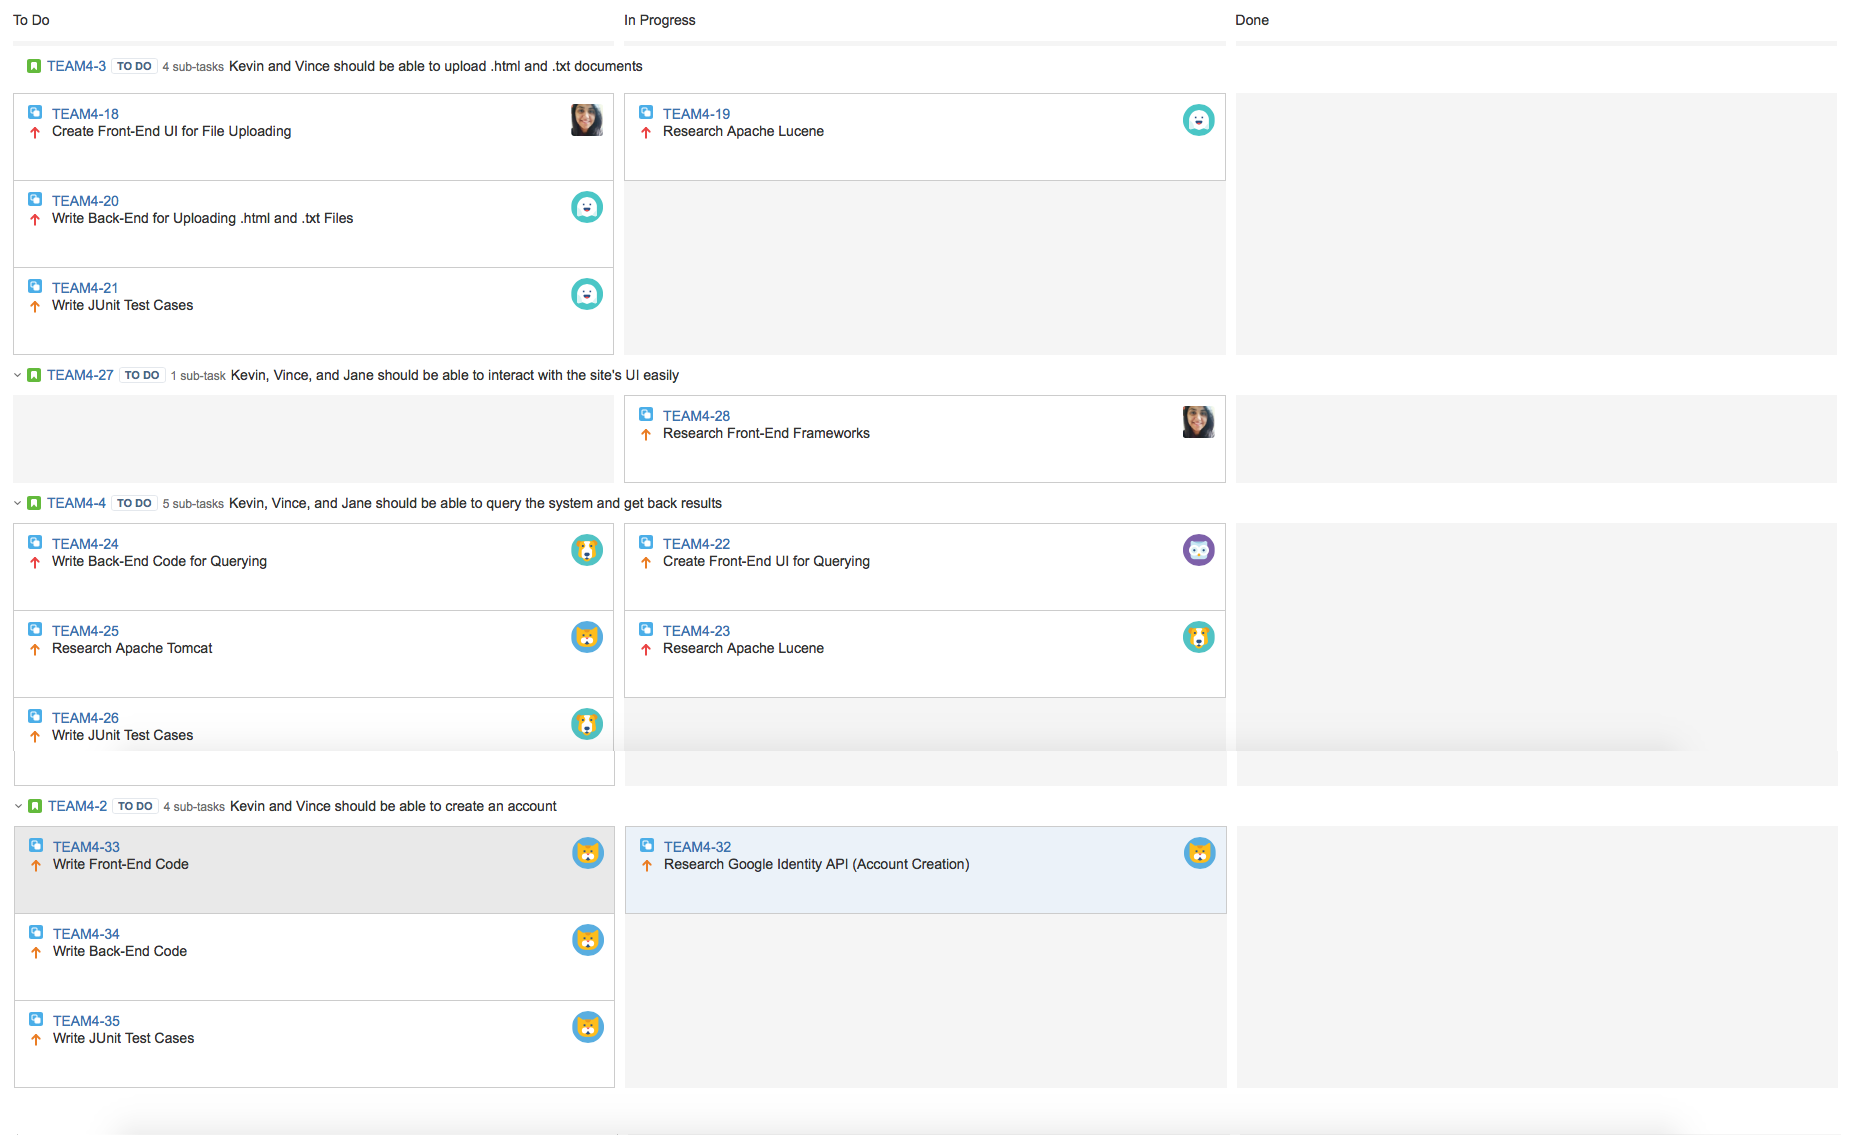 To Do
In Progress
Done
TEAM4-3 TO DO 4 sub-tasks Kevin and Vince should be able to upload .html and .txt documents
TEAM4-18
Create Front-End UI for File Uploading
TEAM4-19
Research Apache Lucene
TEAM4-20
Write Back-End for Uploading .html and .txt Files
TEAM4-21
Write JUnit Test Cases
TEAM4-27 TO DO 1 sub-task Kevin, Vince, and Jane should be able to interact with the site's UI easily
TEAM4-28
Research Front-End Frameworks
TEAM4-4 TO DO 5 sub-tasks Kevin, Vince, and Jane should be able to query the system and get back results
TEAM4-24
Write Back-End Code for Querying
TEAM4-22
Create Front-End UI for Querying
TEAM4-25
Research Apache Tomcat
TEAM4-23
Research Apache Lucene
TEAM4-26
Write JUnit Test Cases
TEAM4-2 TO DO 4 sub-tasks Kevin and Vince should be able to create an account
TEAM4-33
Write Front-End Code
TEAM4-32
Research Google Identity API (Account Creation)
TEAM4-34
Write Back-End Code
TEAM4-35
Write JUnit Test Cases